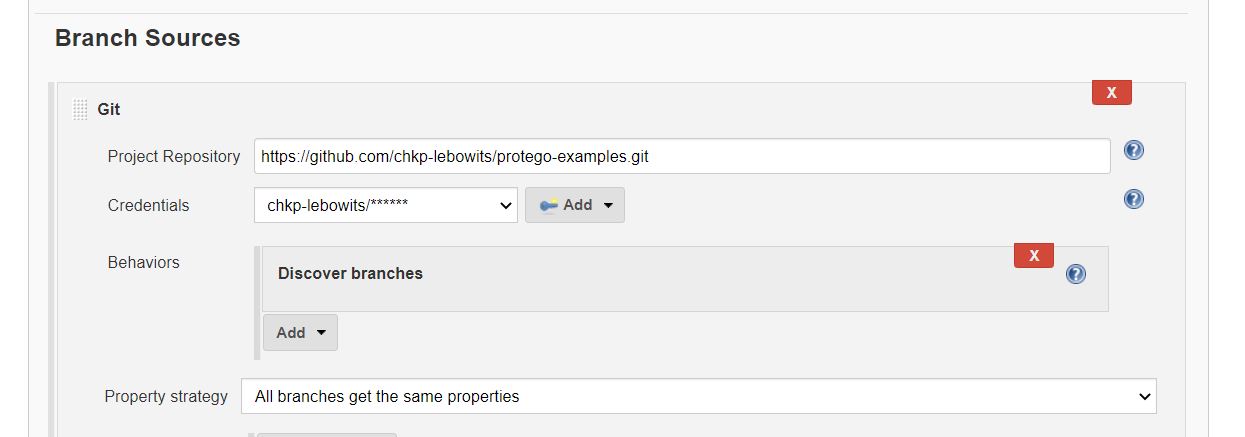 Branch Sources
X
Git
Project Repository https://github.com/chkp-lebowits/protego-examples.git ?
Credentials chkp-lebowits/****** Add ?
Behaviors
X
Discover branches ?
Add
Property strategy All branches get the same properties